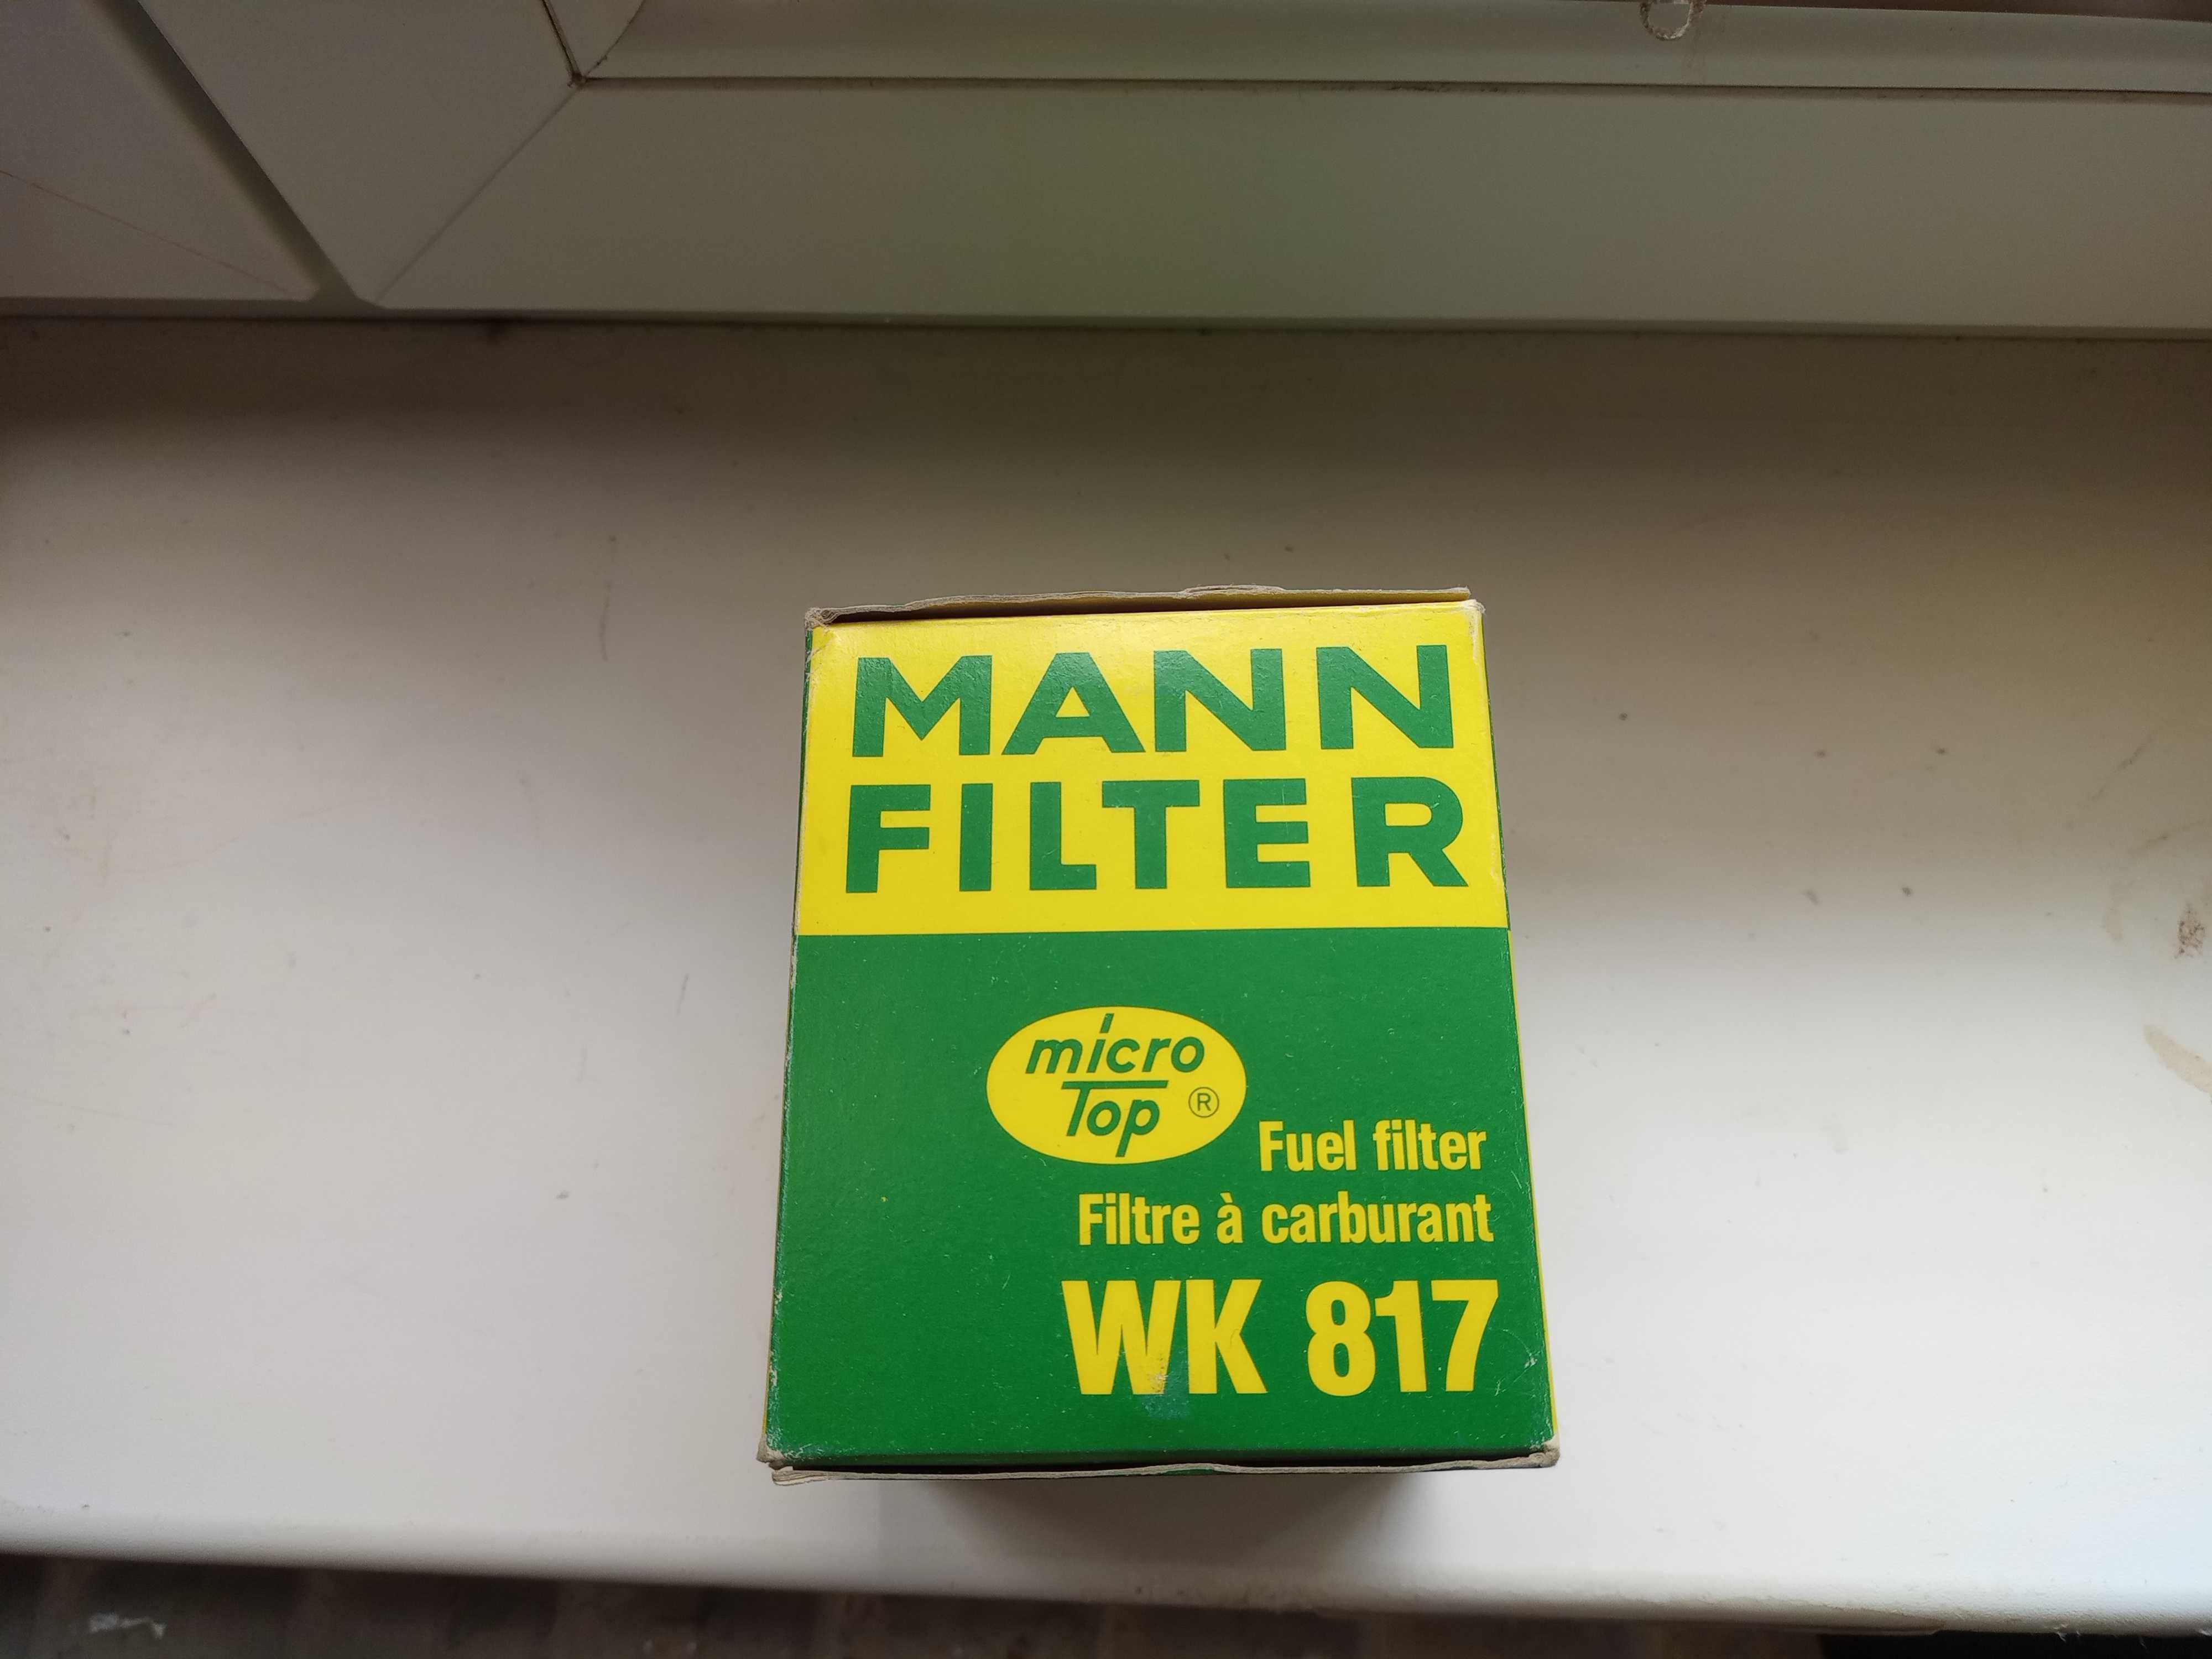 MANN
FILTER
micro
Top ®
Fuel filter
Filtre à carburant
WK 817